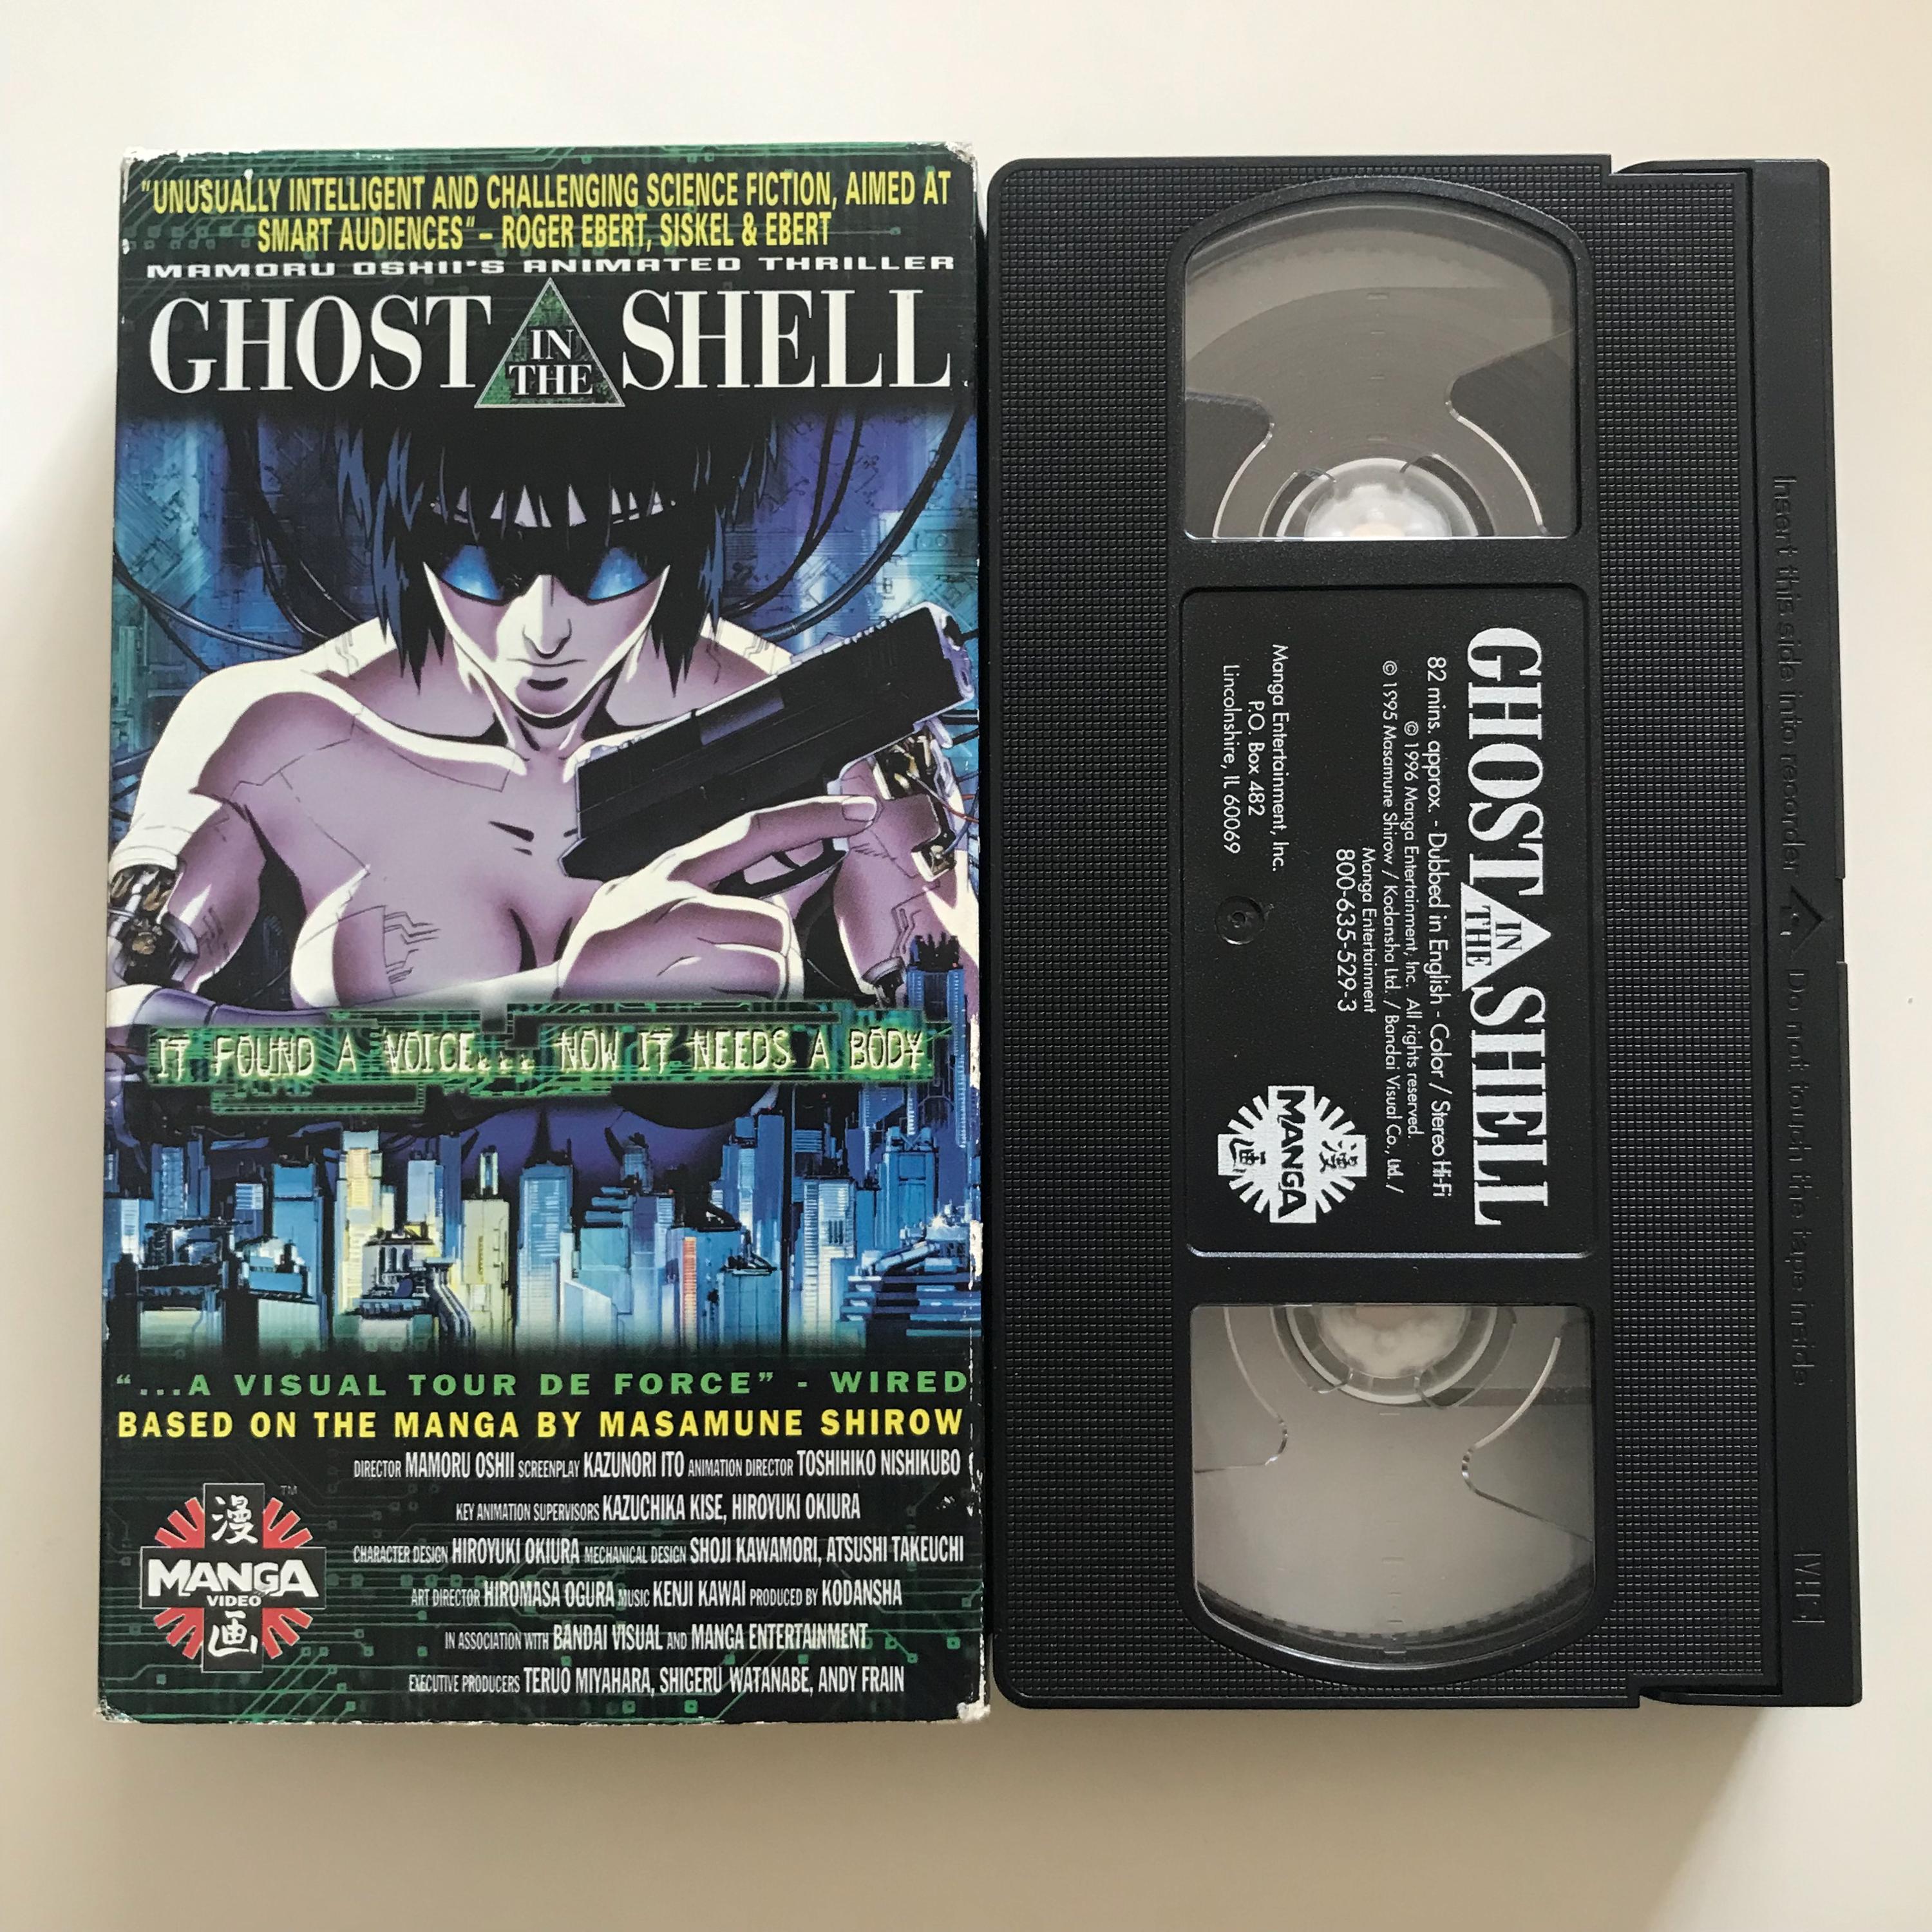 "UNUSUALLY INTELLIGENT AND CHALLENGING SCIENCE FICTION, AIMED AT
SMART AUDIENCES" – ROGER EBERT, SISKEL & EBERT
MAMORU OSHII'S ANIMATED THRILLER
GHOST IN THE SHELL
IT FOUND A VOICE... NOW IT NEEDS A BODY.
"...A VISUAL TOUR DE FORCE" - WIRED
BASED ON THE MANGA BY MASAMUNE SHIROW
DIRECTOR MAMORU OSHII SCREENPLAY KAZUNORI ITO ANIMATION DIRECTOR TOSHIHIKO NISHIKUBO
KEY ANIMATION SUPERVISORS KAZUCHIKA KISE, HIROYUKI OKIURA
CHARACTER DESIGN HIROYUKI OKIURA MECHANICAL DESIGN SHOJI KAWAMORI, ATSUSHI TAKEUCHI
ART DIRECTOR HIROMASA OGURA MUSIC KENJI KAWAI PRODUCED BY KODANSHA
IN ASSOCIATION WITH BANDAI VISUAL AND MANGA ENTERTAINMENT
EXECUTIVE PRODUCERS TERUO MIYAHARA, SHIGERU WATANABE, ANDY FRAIN
漫
TM
MANGA
VIDEO
画
GHOST IN THE SHELL
82 mins. approx. - Dubbed in English - Color / Stereo Hi-Fi
© 1996 Manga Entertainment, Inc. All rights reserved.
© 1995 Masamune Shirow / Kodansha Ltd. / Bandai Visual Co., Ltd. /
Manga Entertainment
800-635-529-3
Manga Entertainment, Inc.
P.O. Box 482
Lincolnshire, IL 60069
漫
MANGA
画
6
Insert this side into recorder
Do not touch the tape inside
VHS